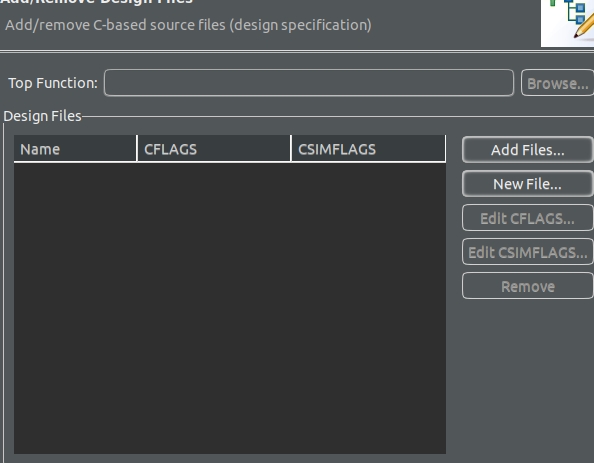 Add/Remove Design Files
Add/remove C-based source files (design specification)
Top Function:
Browse...
Design Files
Name
CFLAGS
CSIMFLAGS
Add Files...
New File...
Edit CFLAGS...
Edit CSIMFLAGS...
Remove